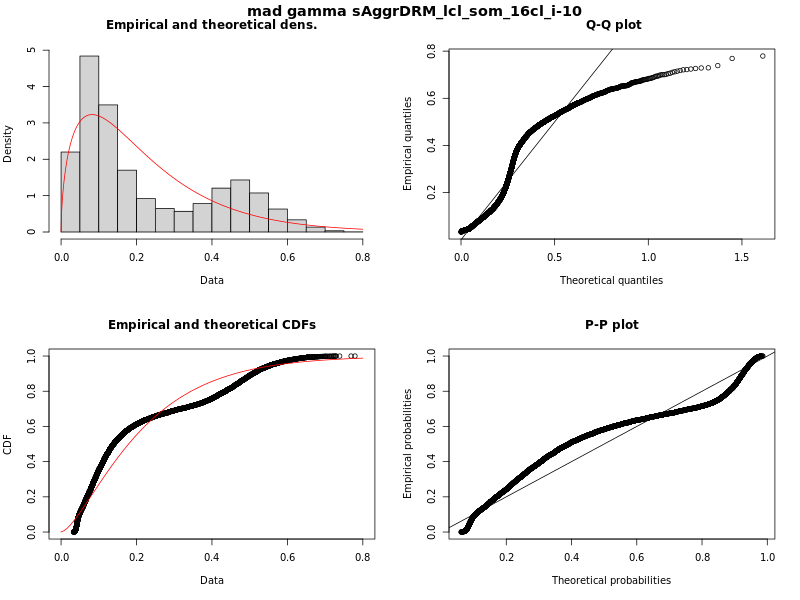 mad gamma sAggrDRM_lcl_som_16cl_i-10
Empirical and theoretical dens.
Density
0 1 2 3 4 5
0.0 0.2 0.4 0.6 0.8
Data
Q-Q plot
Empirical quantiles
0.2 0.4 0.6 0.8
0.0 0.5 1.0 1.5
Theoretical quantiles
Empirical and theoretical CDFs
CDF
0.0 0.2 0.4 0.6 0.8 1.0
0.0 0.2 0.4 0.6 0.8
Data
P-P plot
Empirical probabilities
0.0 0.2 0.4 0.6 0.8 1.0
0.2 0.4 0.6 0.8 1.0
Theoretical probabilities